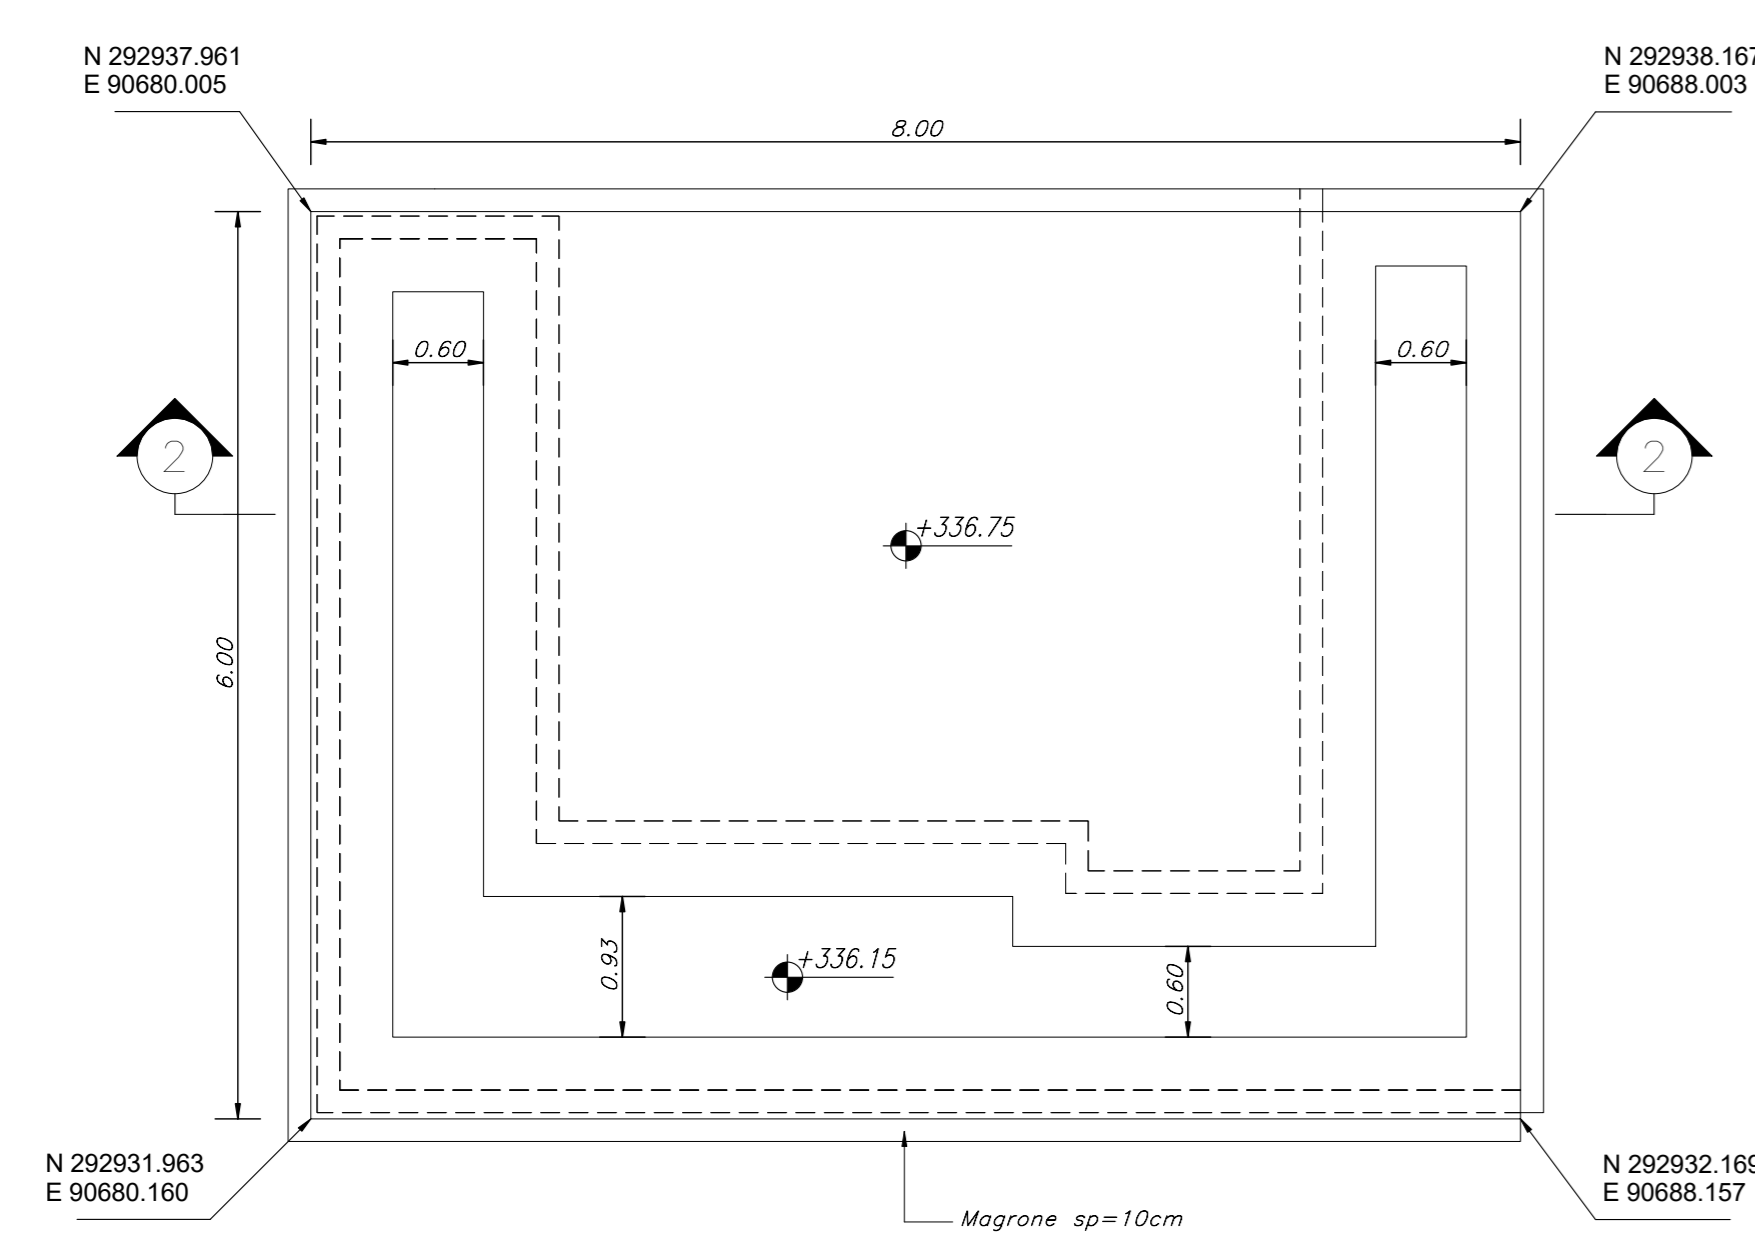 N 292937.961
E 90680.005
N 292938.167
E 90688.003
8.00
0.60
0.60
2
2
+336.75
6.00
0.93
+336.15
0.60
N 292931.963
E 90680.160
N 292932.169
E 90688.157
Magrone sp=10cm